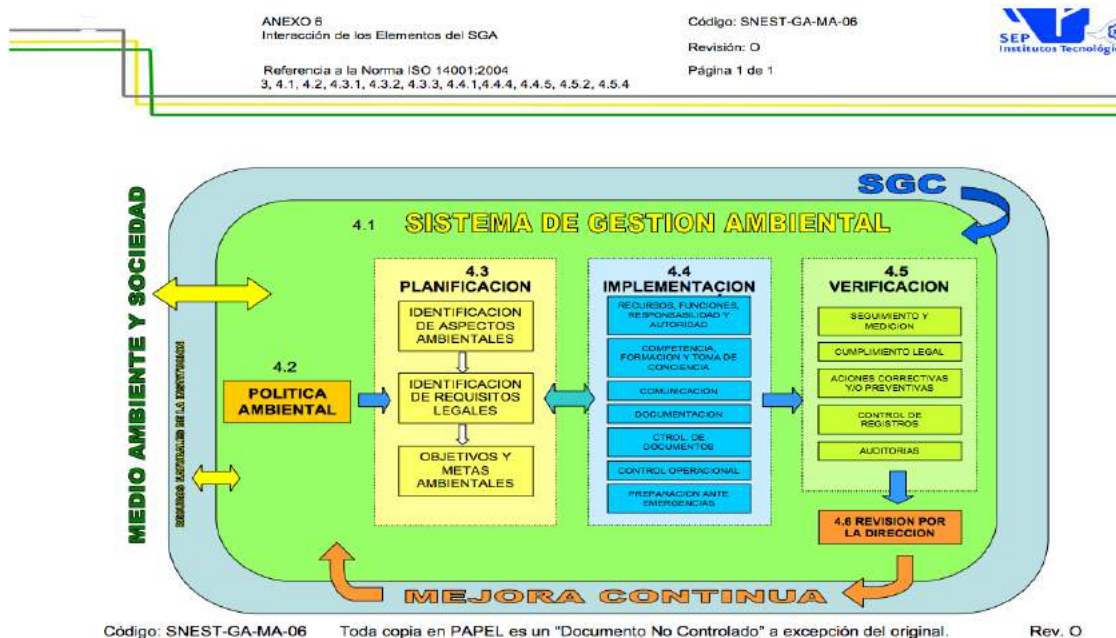 ANEXO 6
Interacción de los Elementos del SGA
Referencia a la Norma ISO 14001:2004
3, 4.1, 4.2, 4.3.1, 4.3.2, 4.3.3, 4.4.1,4.4.4, 4.4.5, 4.5.2, 4.5.4
Código: SNEST-GA-MA-06
Revisión: O
Página 1 de 1
SEP
Institutos Tecnológic
MEDIO AMBIENTE Y SOCIEDAD
NATURALES DE LA INSTITUCION
SGC
4.1 SISTEMA DE GESTION AMBIENTAL
4.2
POLITICA
AMBIENTAL
4.3
PLANIFICACION
IDENTIFICACION
DE ASPECTOS
AMBIENTALES
IDENTIFICACION
DE REQUISITOS
LEGALES
OBJETIVOS Y
METAS
AMBIENTALES
4.4
IMPLEMENTAÇION
RECURSOS, FUNCIONES,
RESPONSABILIDAD Y
AUTORIDAD
COMPETENCIA,
FORMACION Y TOMA DE
CONCIENCIA
COMUNICACIÓN
DOCUMENTACION
CTROL. DE
DOCUMENTOS
CONTROL OPERACIONAL
PREPARACION ANTE
EMERGENCIAS
4.5
VERIFICACION
SEGUIMIENTO Y
MEDICION
CUMPLIMIENTO LEGAL
ACIONES CORRECTIVAS
Y/O PREVENTIVAS
CONTROL DE
REGISTROS
AUDITORIAS
4.6 REVISION POR
LA DIRECCION
MEJORA CONTINUA
Código: SNEST-GA-MA-06 Toda copia en PAPEL es un "Documento No Controlado" a excepción del original. Rev. O